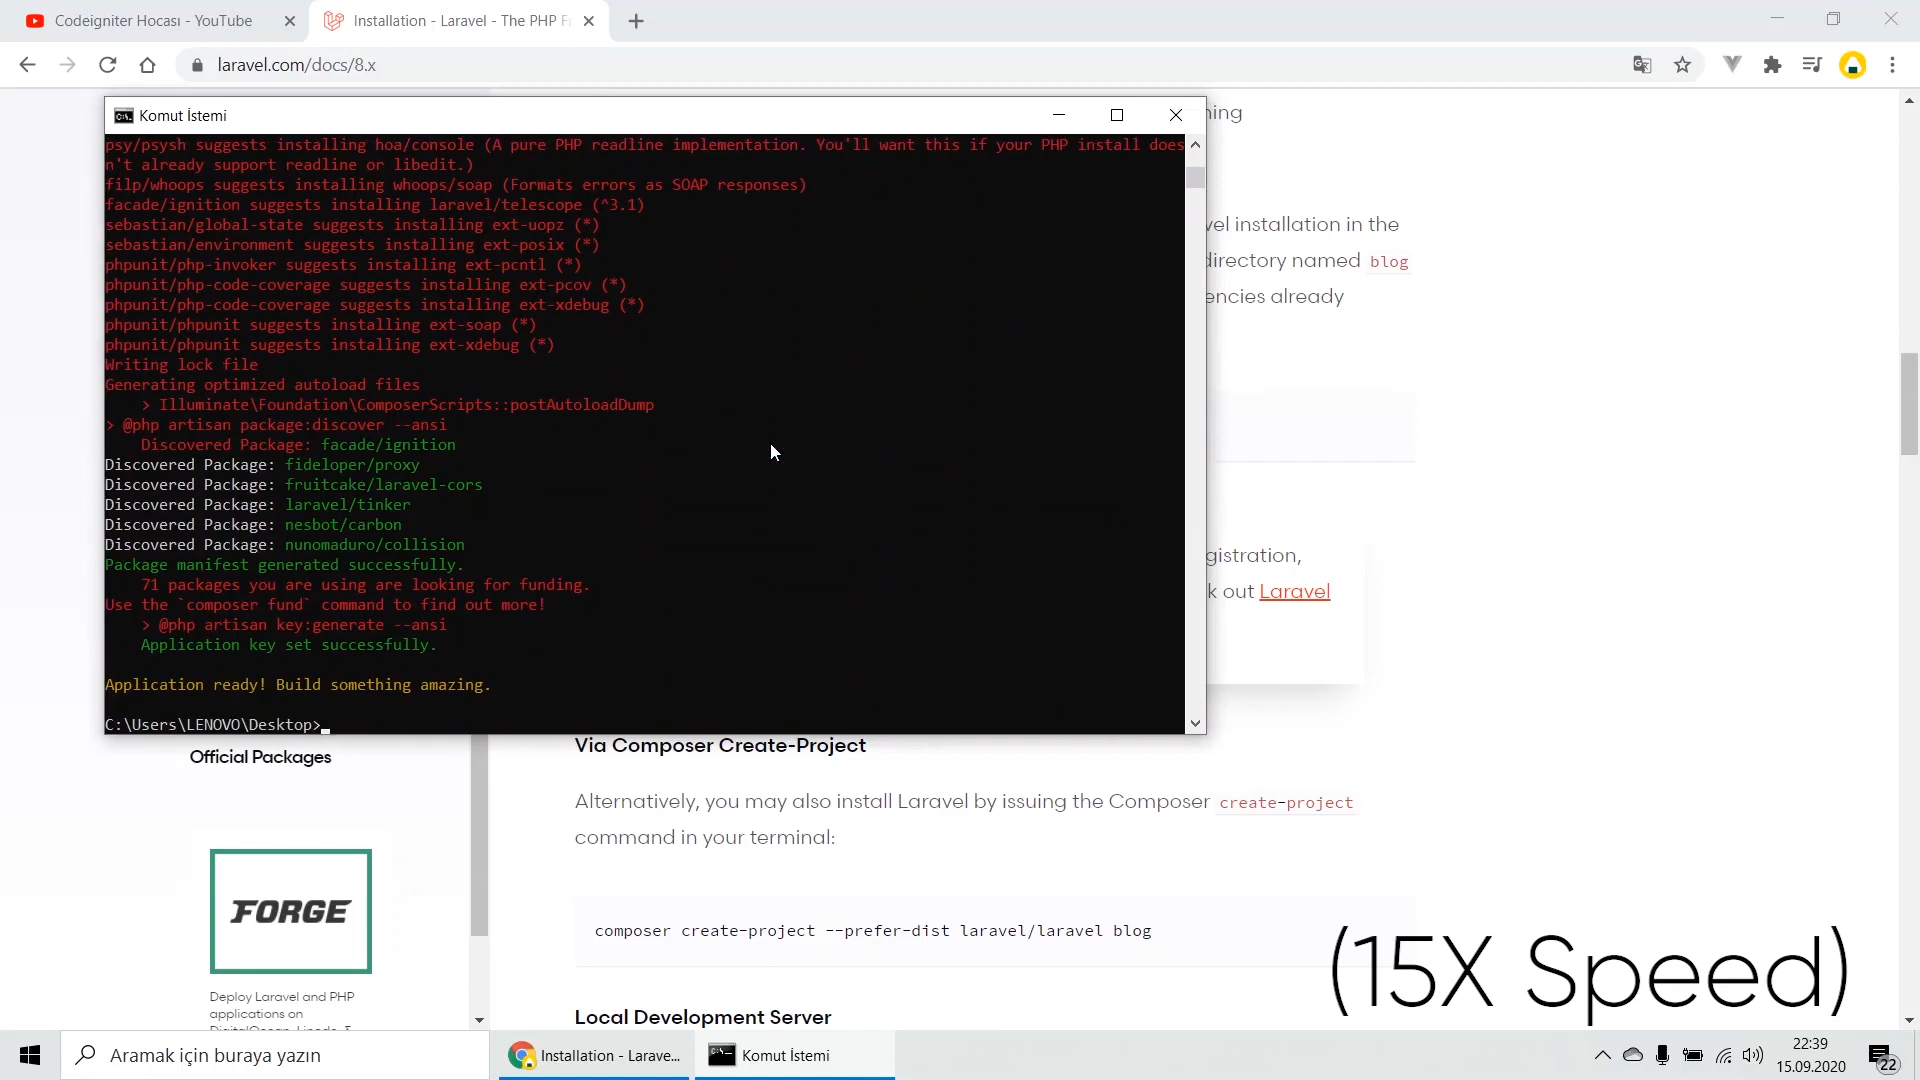 Codeigniter Hocası - YouTube
Installation - Laravel - The PHP F
laravel.com/docs/8.x
Komut İstemi
psy/psysh suggests installing hoa/console (A pure PHP readline implementation. You'll want this if your PHP install does
n't already support readline or libedit.)
filp/whoops suggests installing whoops/soap (Formats errors as SOAP responses)
facade/ignition suggests installing laravel/telescope (^3.1)
sebastian/global-state suggests installing ext-uopz (*)
sebastian/environment suggests installing ext-posix (*)
phpunit/php-invoker suggests installing ext-pcntl (*)
phpunit/php-code-coverage suggests installing ext-pcov (*)
phpunit/php-code-coverage suggests installing ext-xdebug (*)
phpunit/phpunit suggests installing ext-soap (*)
phpunit/phpunit suggests installing ext-xdebug (*)
Writing lock file
Generating optimized autoload files
> Illuminate\Foundation\ComposerScripts::postAutoloadDump
> @php artisan package:discover --ansi
Discovered Package: facade/ignition
Discovered Package: fideloper/proxy
Discovered Package: fruitcake/laravel-cors
Discovered Package: laravel/tinker
Discovered Package: nesbot/carbon
Discovered Package: nunomaduro/collision
Package manifest generated successfully.
71 packages you are using are looking for funding.
Use the `composer fund` command to find out more!
> @php artisan key:generate --ansi
Application key set successfully.
Application ready! Build something amazing.
C:\Users\LENOVO\Desktop>
ning
vel installation in the
directory named blog
encies already
gistration,
k out Laravel
Official Packages
FORGE
Deploy Laravel and PHP
applications on
DigitalOcean, Linode, &
Via Composer Create-Project
Alternatively, you may also install Laravel by issuing the Composer create-project
command in your terminal:
composer create-project --prefer-dist laravel/laravel blog
Local Development Server
(15X Speed)
Aramak için buraya yazın
Installation - Larave...
Komut İstemi
22:39
15.09.2020
22